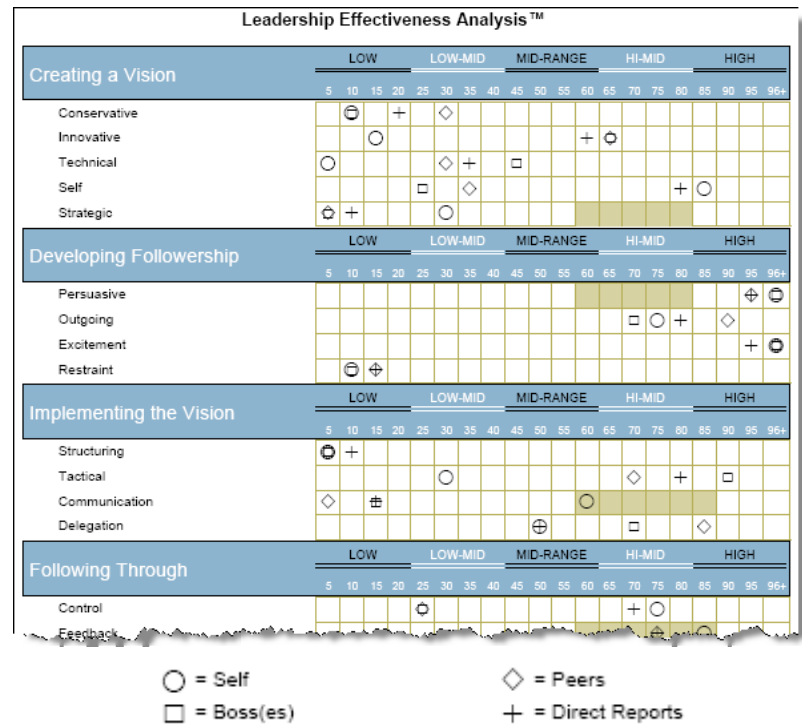 Leadership Effectiveness Analysis™
Creating a Vision
LOW LOW-MID MID-RANGE HI-MID HIGH
5 10 15 20 25 30 35 40 45 50 55 60 65 70 75 80 85 90 95 96+
Conservative
Innovative
Technical
Self
Strategic
Developing Followership
LOW LOW-MID MID-RANGE HI-MID HIGH
5 10 15 20 25 30 35 40 45 50 55 60 65 70 75 80 85 90 95 96+
Persuasive
Outgoing
Excitement
Restraint
Implementing the Vision
LOW LOW-MID MID-RANGE HI-MID HIGH
5 10 15 20 25 30 35 40 45 50 55 60 65 70 75 80 85 90 95 96+
Structuring
Tactical
Communication
Delegation
Following Through
LOW LOW-MID MID-RANGE HI-MID HIGH
5 10 15 20 25 30 35 40 45 50 55 60 65 70 75 80 85 90 95 96+
Control
Feedback
= Self
= Peers
= Boss(es)
= Direct Reports